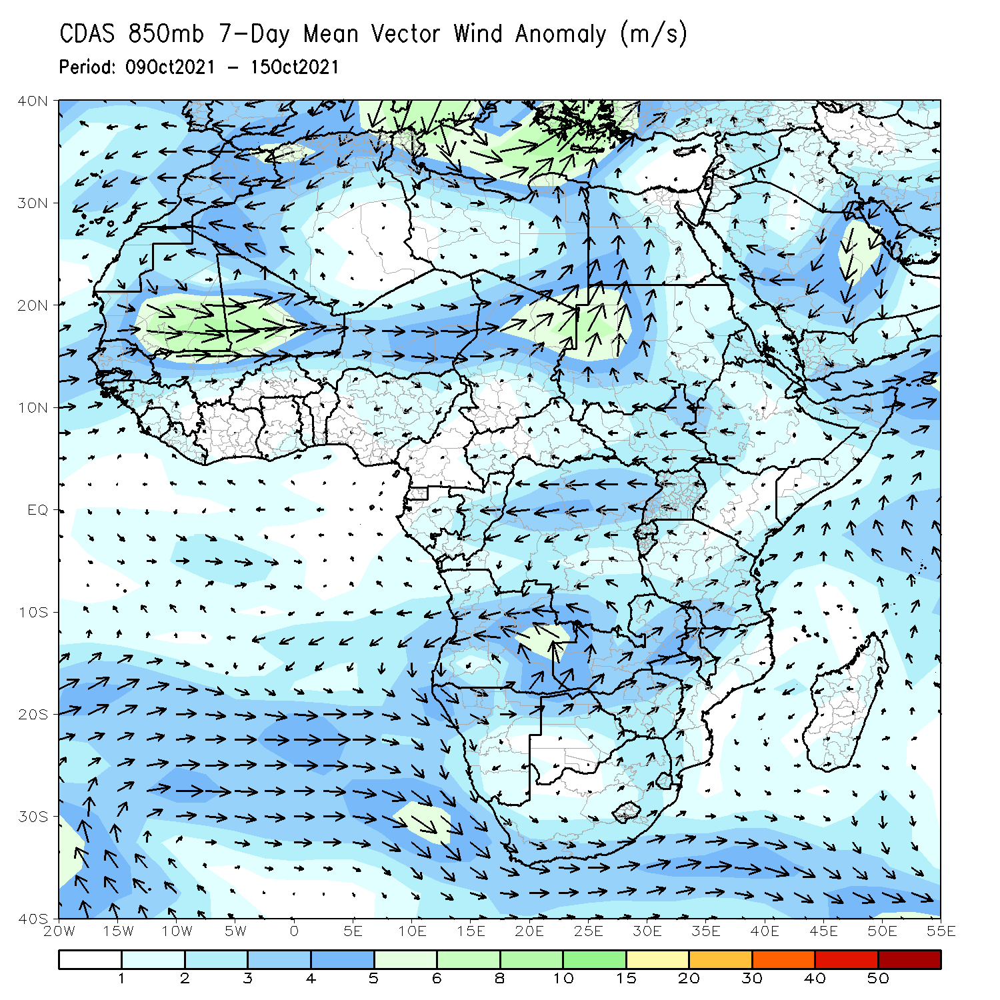 CDAS 850mb 7-Day Mean Vector Wind Anomaly (m/s)
Period: 09Oct2021 - 15Oct2021
40N
30N
20N
10N
EQ
10S
20S
30S
40S
20W 15W 10W 5W 0 5E 10E 15E 20E 25E 30E 35E 40E 45E 50E 55E
1 2 3 4 5 6 8 10 15 20 30 40 50